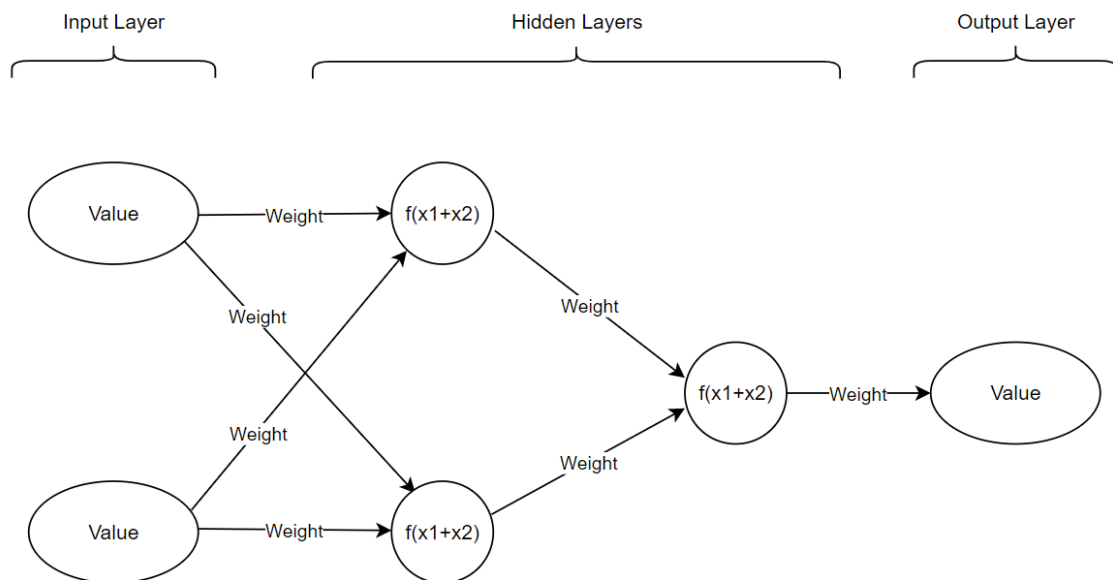 Input Layer
Hidden Layers
Output Layer
Value
Weight
f(x1+x2)
Weight
Weight
f(x1+x2)
Weight
Value
Weight
Weight
Value
Weight
f(x1+x2)